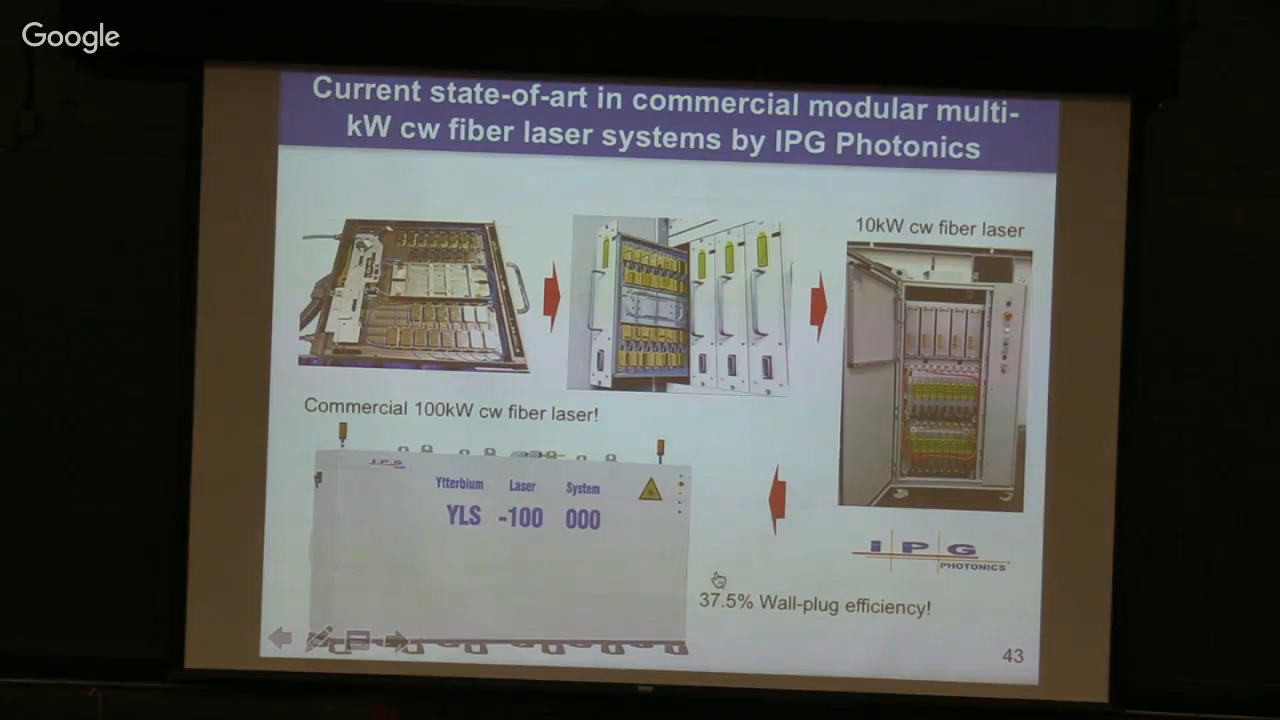 Google
Current state-of-art in commercial modular multi-
kW cw fiber laser systems by IPG Photonics
10kW cw fiber laser
Commercial 100kW cw fiber laser!
IPG
Ytterbium Laser System
YLS -100 000
IPG
PHOTONICS
37.5% Wall-plug efficiency!
43